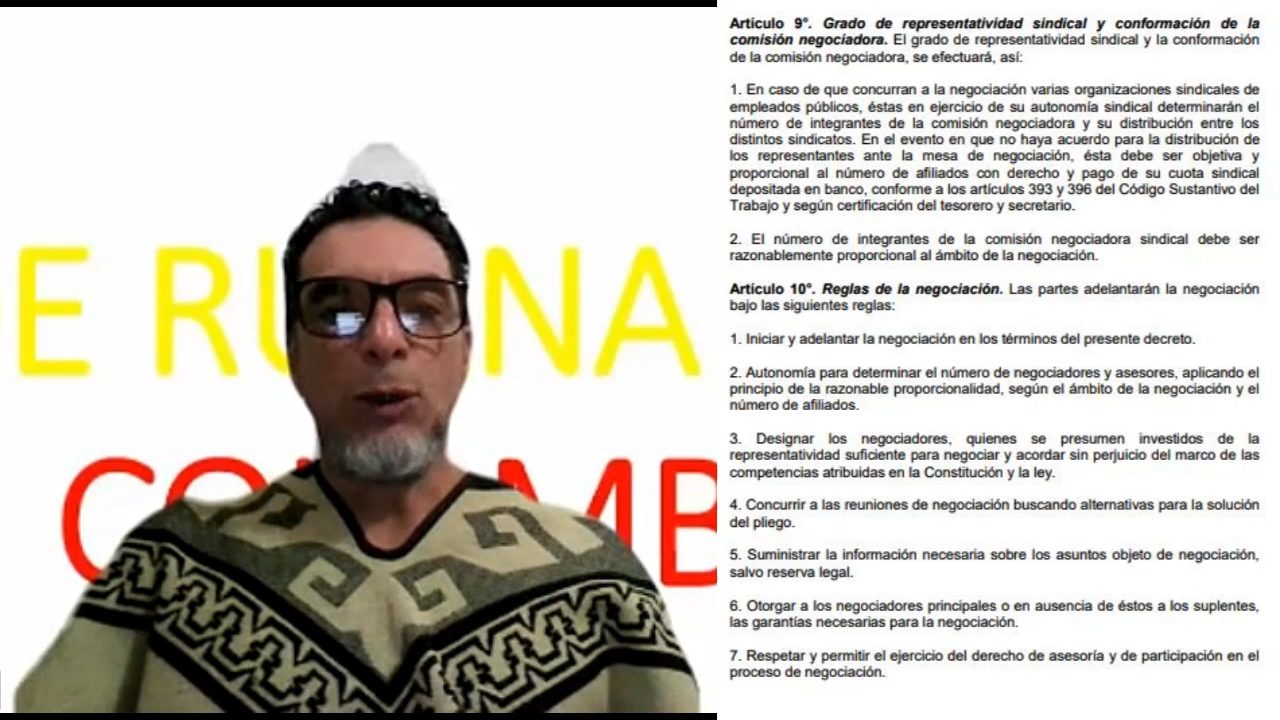 DE RU NA
CO MB
Artículo 9°. Grado de representatividad sindical y conformación de la
comisión negociadora. El grado de representatividad sindical y la conformación
de la comisión negociadora, se efectuará, así:
1. En caso de que concurran a la negociación varias organizaciones sindicales de
empleados públicos, éstas en ejercicio de su autonomía sindical determinarán el
número de integrantes de la comisión negociadora y su distribución entre los
distintos sindicatos. En el evento en que no haya acuerdo para la distribución de
los representantes ante la mesa de negociación, ésta debe ser objetiva y
proporcional al número de afiliados con derecho y pago de su cuota sindical
depositada en banco, conforme a los artículos 393 y 396 del Código Sustantivo del
Trabajo y según certificación del tesorero y secretario.
2. El número de integrantes de la comisión negociadora sindical debe ser
razonablemente proporcional al ámbito de la negociación.
Artículo 10°. Reglas de la negociación. Las partes adelantarán la negociación
bajo las siguientes reglas:
1. Iniciar y adelantar la negociación en los términos del presente decreto.
2. Autonomía para determinar el número de negociadores y asesores, aplicando el
principio de la razonable proporcionalidad, según el ámbito de la negociación y el
número de afiliados.
3. Designar los negociadores, quienes se presumen investidos de la
representatividad suficiente para negociar y acordar sin perjuicio del marco de las
competencias atribuidas en la Constitución y la ley.
4. Concurrir a las reuniones de negociación buscando alternativas para la solución
del pliego.
5. Suministrar la información necesaria sobre los asuntos objeto de negociación,
salvo reserva legal.
6. Otorgar a los negociadores principales o en ausencia de éstos a los suplentes,
las garantías necesarias para la negociación.
7. Respetar y permitir el ejercicio del derecho de asesoría y de participación en el
proceso de negociación.